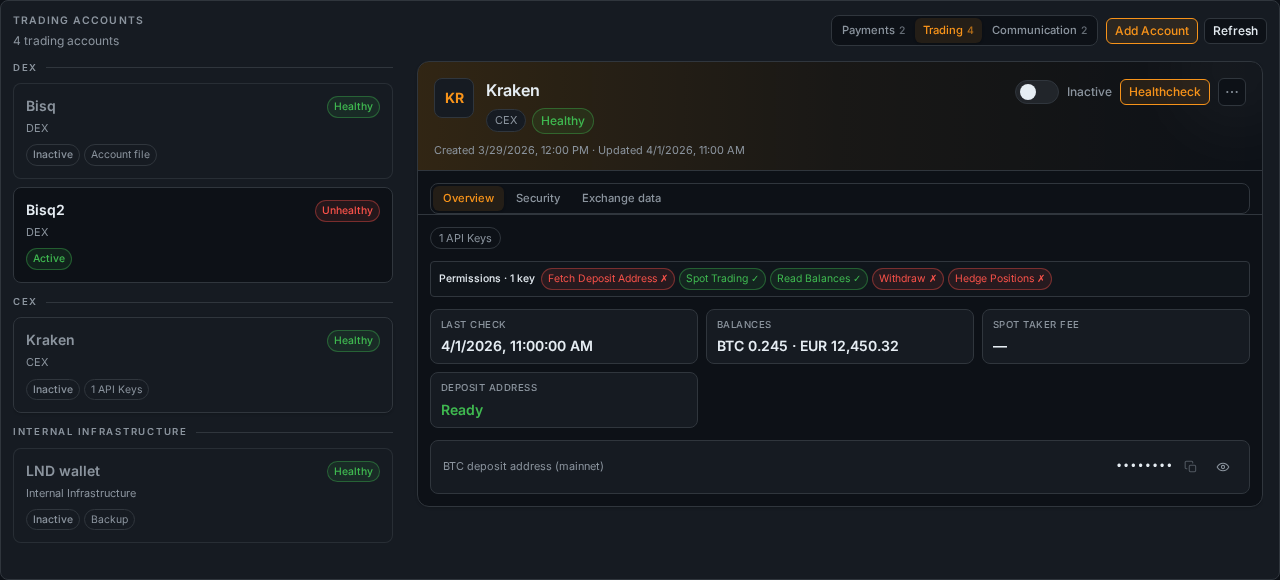 TRADING ACCOUNTS
4 trading accounts
Payments 2
Trading 4
Communication 2
Add Account
Refresh
DEX
Bisq
Healthy
DEX
Inactive
Account file
Bisq2
Unhealthy
DEX
Active
CEX
Kraken
Healthy
CEX
Inactive
1 API Keys
INTERNAL INFRASTRUCTURE
LND wallet
Healthy
Internal Infrastructure
Inactive
Backup
KR
Kraken
CEX
Healthy
Inactive
Healthcheck
Created 3/29/2026, 12:00 PM · Updated 4/1/2026, 11:00 AM
Overview
Security
Exchange data
1 API Keys
Permissions · 1 key
Fetch Deposit Address ✗
Spot Trading ✓
Read Balances ✓
Withdraw ✗
Hedge Positions ✗
LAST CHECK
4/1/2026, 11:00:00 AM
BALANCES
BTC 0.245 · EUR 12,450.32
SPOT TAKER FEE
—
DEPOSIT ADDRESS
Ready
BTC deposit address (mainnet)
••••••••